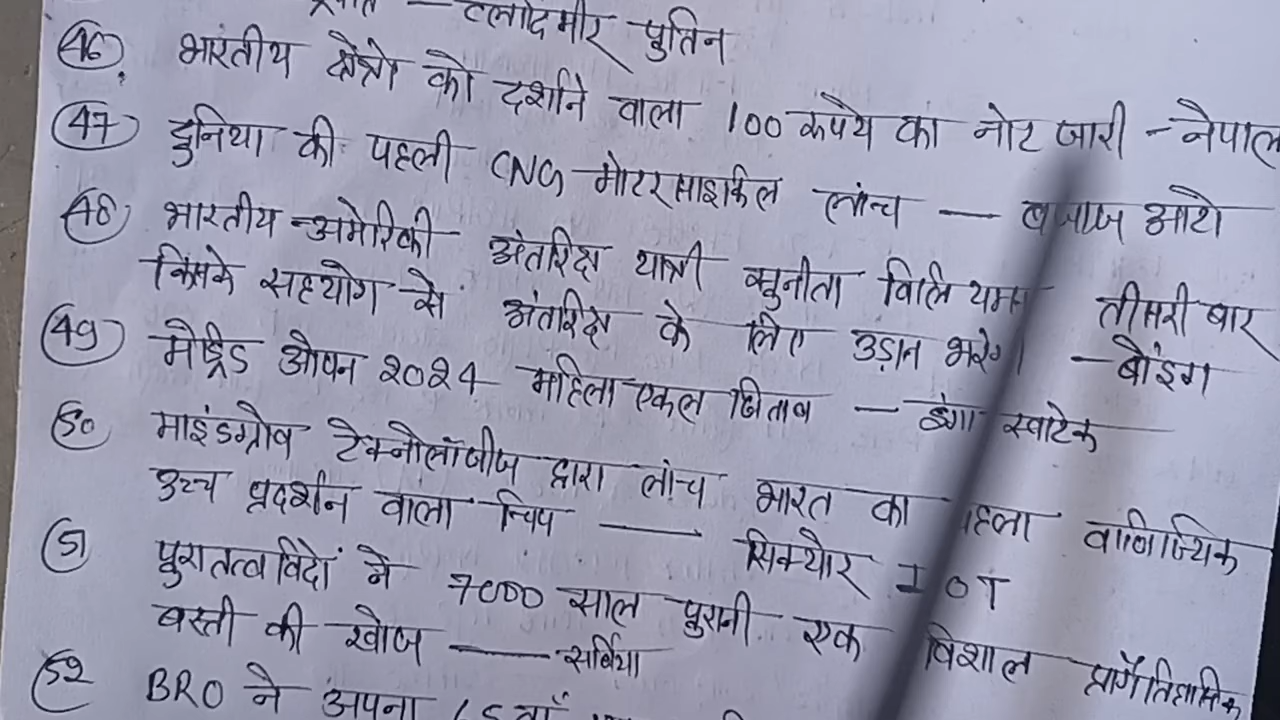 व्लादिमीर पुतिन
46 भारतीय क्षेत्रो को दर्शाने वाला 100 रूपये का नोट जारी - नेपाल
47 दुनिया की पहली CNG मोटरसाइकिल लांन्च — बजाज आटो
48 भारतीय-अमेरिकी अंतरिक्ष यात्री सुनीता विलियम्स तीसरी बार
किसके सहयोग से अंतरिक्ष के लिए उड़ान भरेगी - बोइंग
49 मैड्रिड ओपन 2024 महिला एकल खिताब — इंगा स्वाटेक
50 माइंडग्रोव टेक्नोलॉजीज द्वारा लांच भारत का पहला वाणिज्यिक
उच्च प्रदर्शन वाला चिप — सिक्योर IOT
51 पुरातत्वविदों ने 7000 साल पुरानी एक विशाल प्रागैतिहासिक
बस्ती की खोज — सर्बिया
52 BRO ने अपना 65वाँ